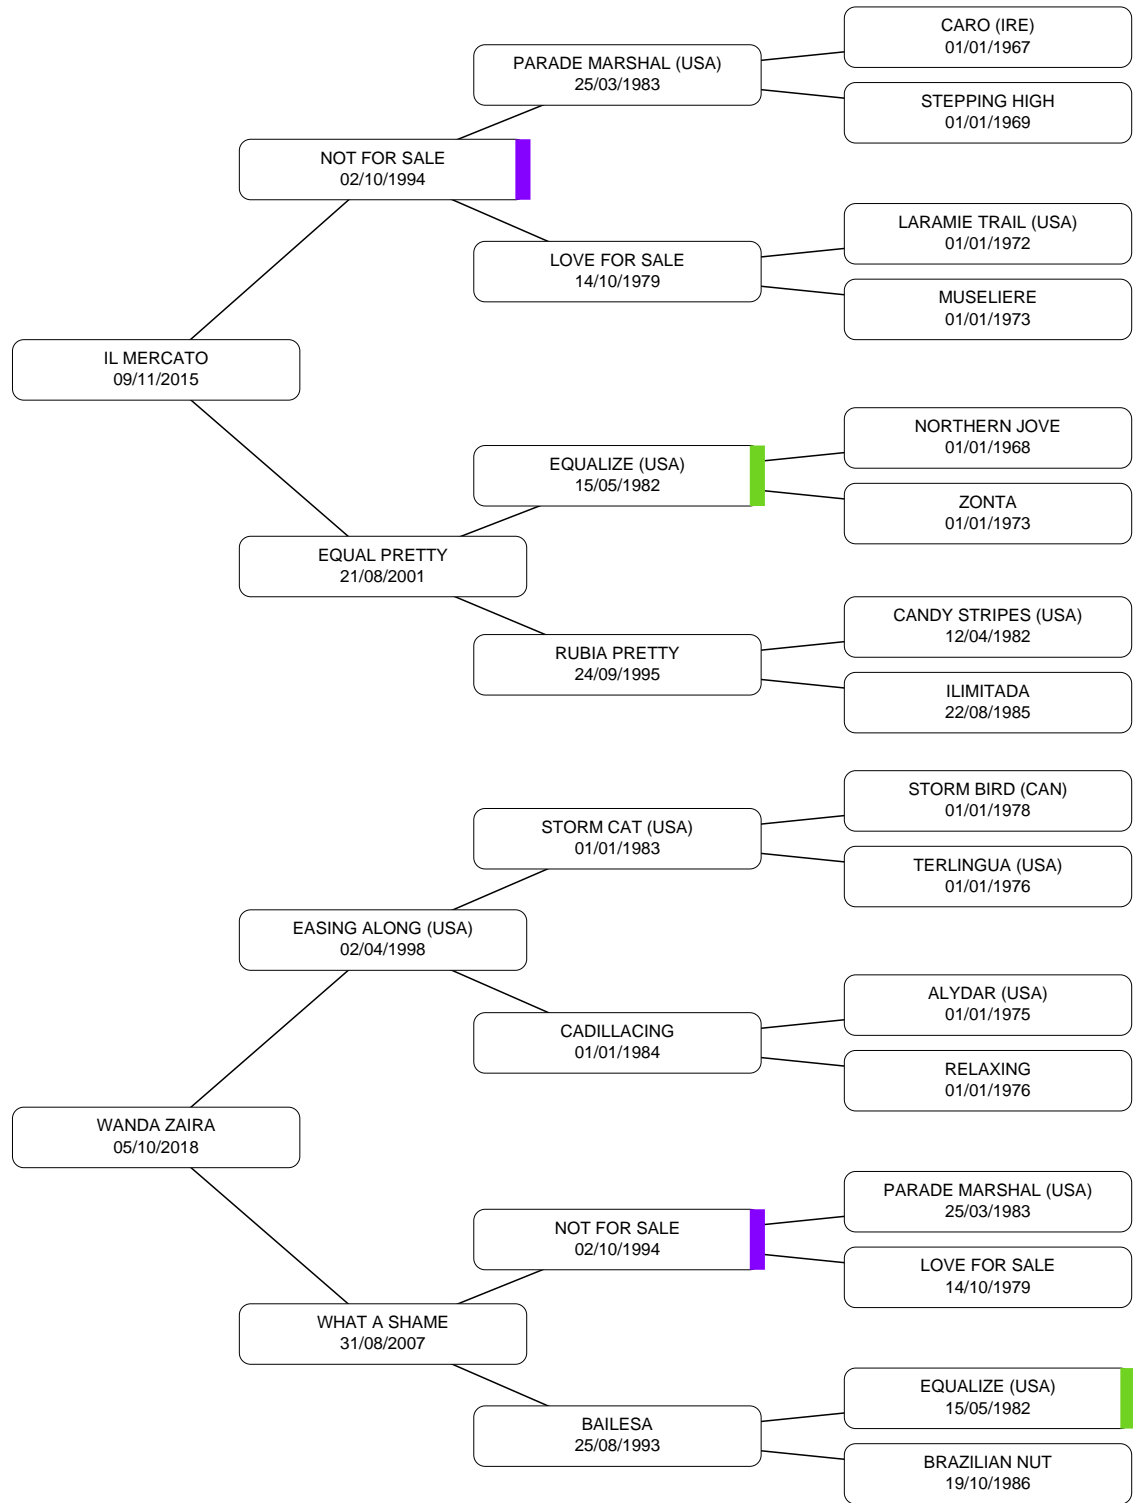 CARO (IRE)
01/01/1967
PARADE MARSHAL (USA)
25/03/1983
STEPPING HIGH
01/01/1969
NOT FOR SALE
02/10/1994
LARAMIE TRAIL (USA)
01/01/1972
LOVE FOR SALE
14/10/1979
MUSELIERE
01/01/1973
IL MERCATO
09/11/2015
NORTHERN JOVE
01/01/1968
EQUALIZE (USA)
15/05/1982
ZONTA
01/01/1973
EQUAL PRETTY
21/08/2001
CANDY STRIPES (USA)
12/04/1982
RUBIA PRETTY
24/09/1995
ILIMITADA
22/08/1985
STORM BIRD (CAN)
01/01/1978
STORM CAT (USA)
01/01/1983
TERLINGUA (USA)
01/01/1976
EASING ALONG (USA)
02/04/1998
ALYDAR (USA)
01/01/1975
CADILLACING
01/01/1984
RELAXING
01/01/1976
WANDA ZAIRA
05/10/2018
PARADE MARSHAL (USA)
25/03/1983
NOT FOR SALE
02/10/1994
LOVE FOR SALE
14/10/1979
WHAT A SHAME
31/08/2007
EQUALIZE (USA)
15/05/1982
BAILESA
25/08/1993
BRAZILIAN NUT
19/10/1986